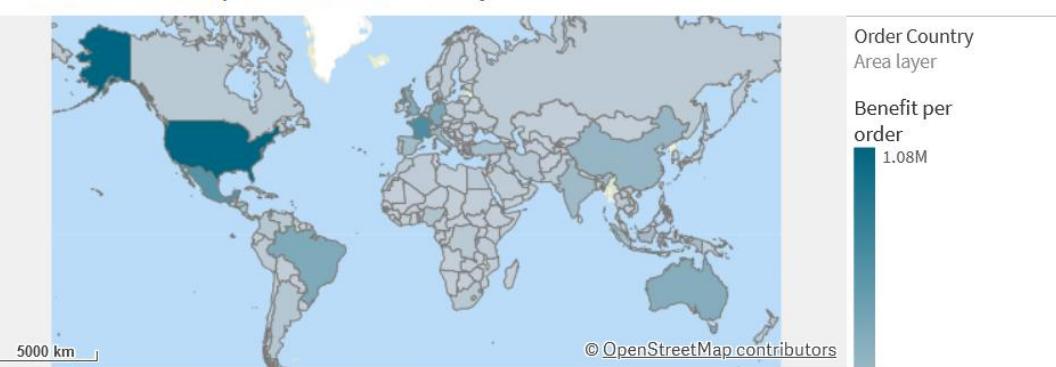 Order Country
Area layer
Benefit per
order
1.08M
5000 km
© OpenStreetMap contributors